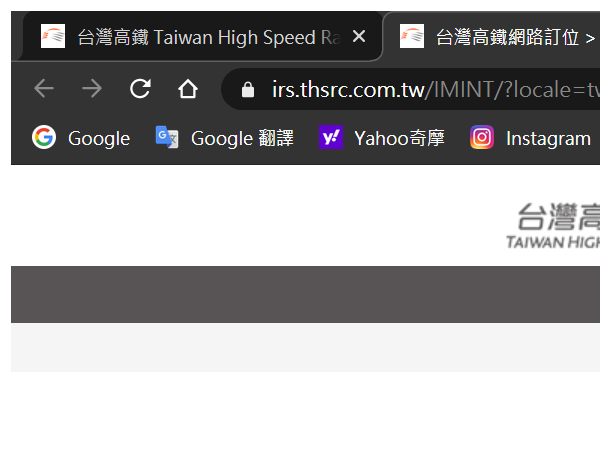 台灣高鐵 Taiwan High Speed Ra
台灣高鐵網路訂位 >
irs.thsrc.com.tw/IMINT/?locale=tw
Google
Google 翻譯
Yahoo奇摩
Instagram
台灣高
TAIWAN HIGH